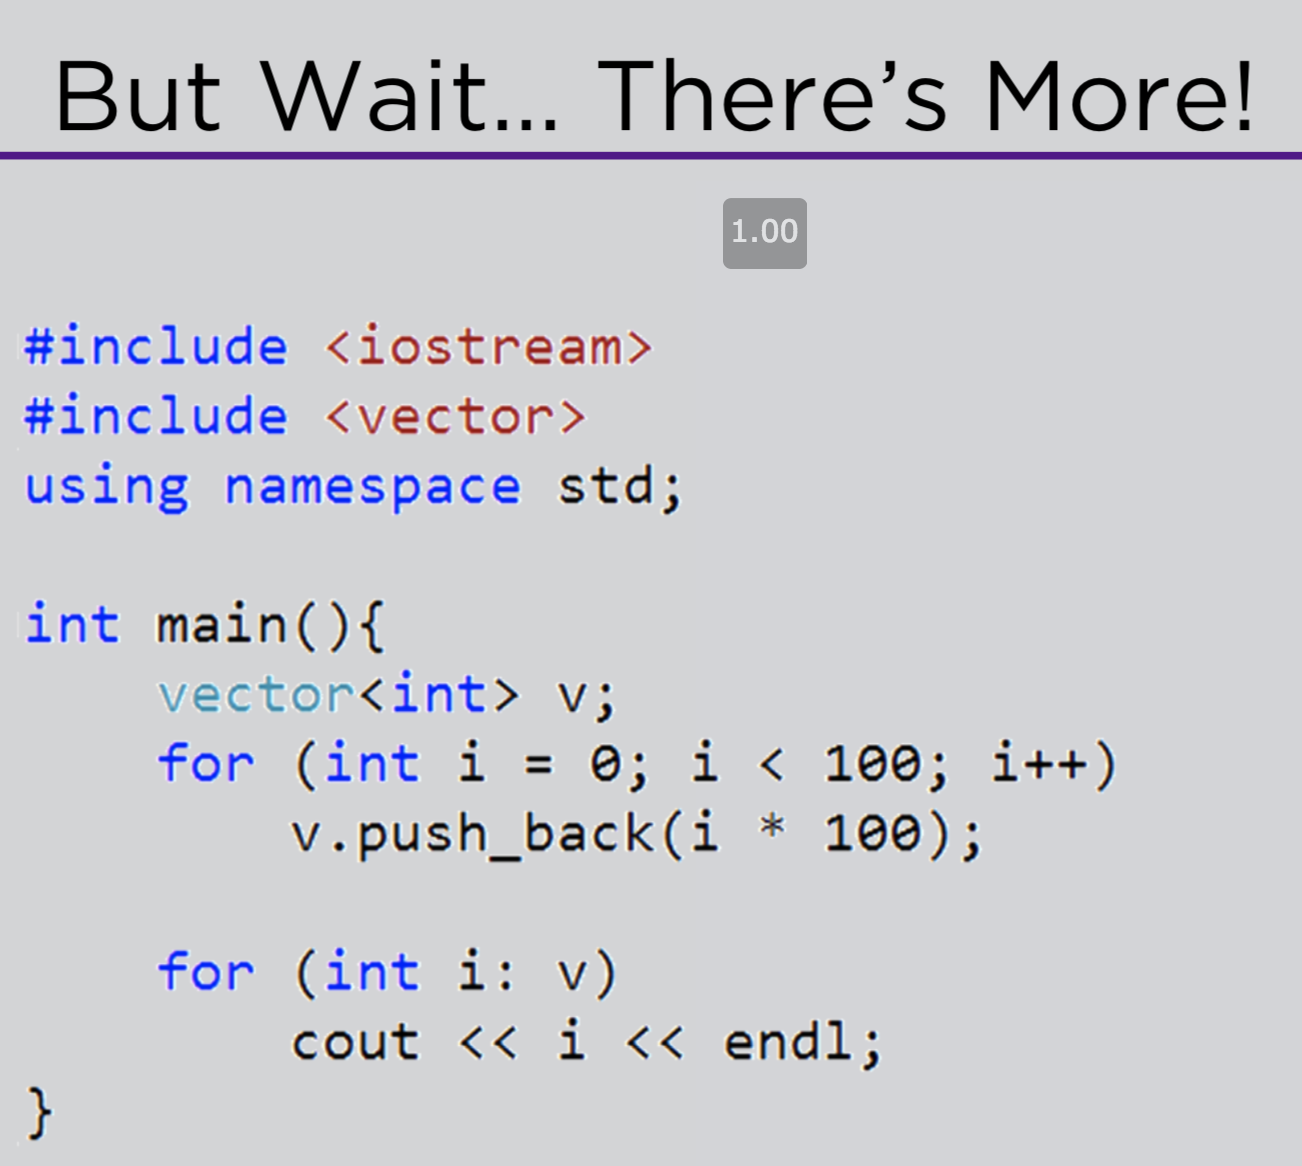 But Wait... There’s More!
1.00
#include <iostream>
#include <vector>
using namespace std;
int main(){
vector<int> v;
for (int i = 0; i < 100; i++)
v.push_back(i * 100);
for (int i: v)
cout << i << endl;
}